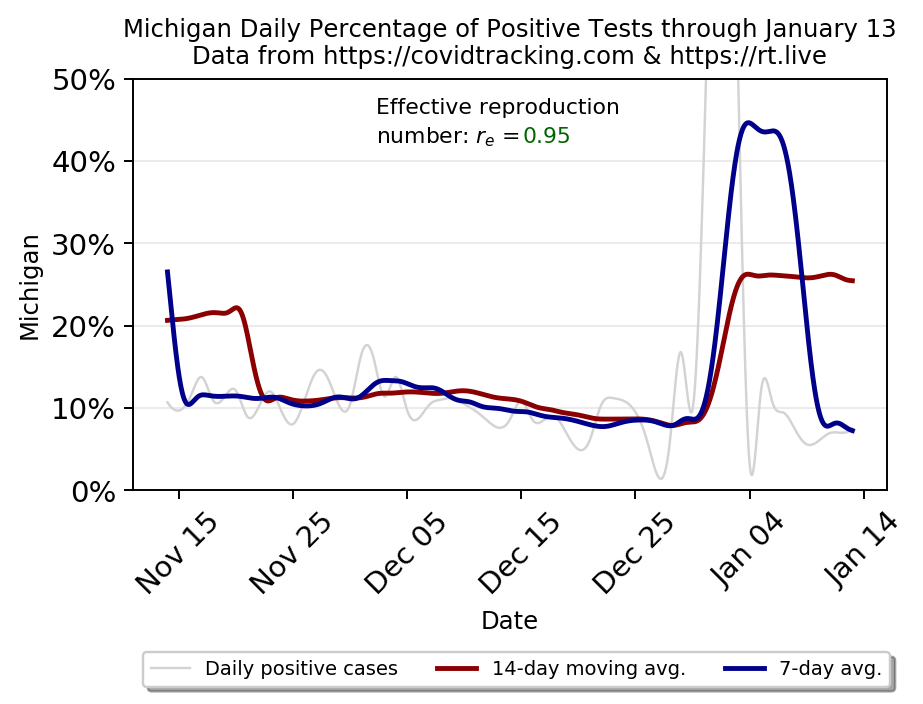 Michigan Daily Percentage of Positive Tests through January 13
Data from https://covidtracking.com & https://rt.live
50%
Effective reproduction
number: rₑ =0.95
40%
30%
20%
10%
0%
Michigan
Nov 15
Nov 25
Dec 05
Dec 15
Dec 25
Jan 04
Jan 14
Date
Daily positive cases
14-day moving avg.
7-day avg.